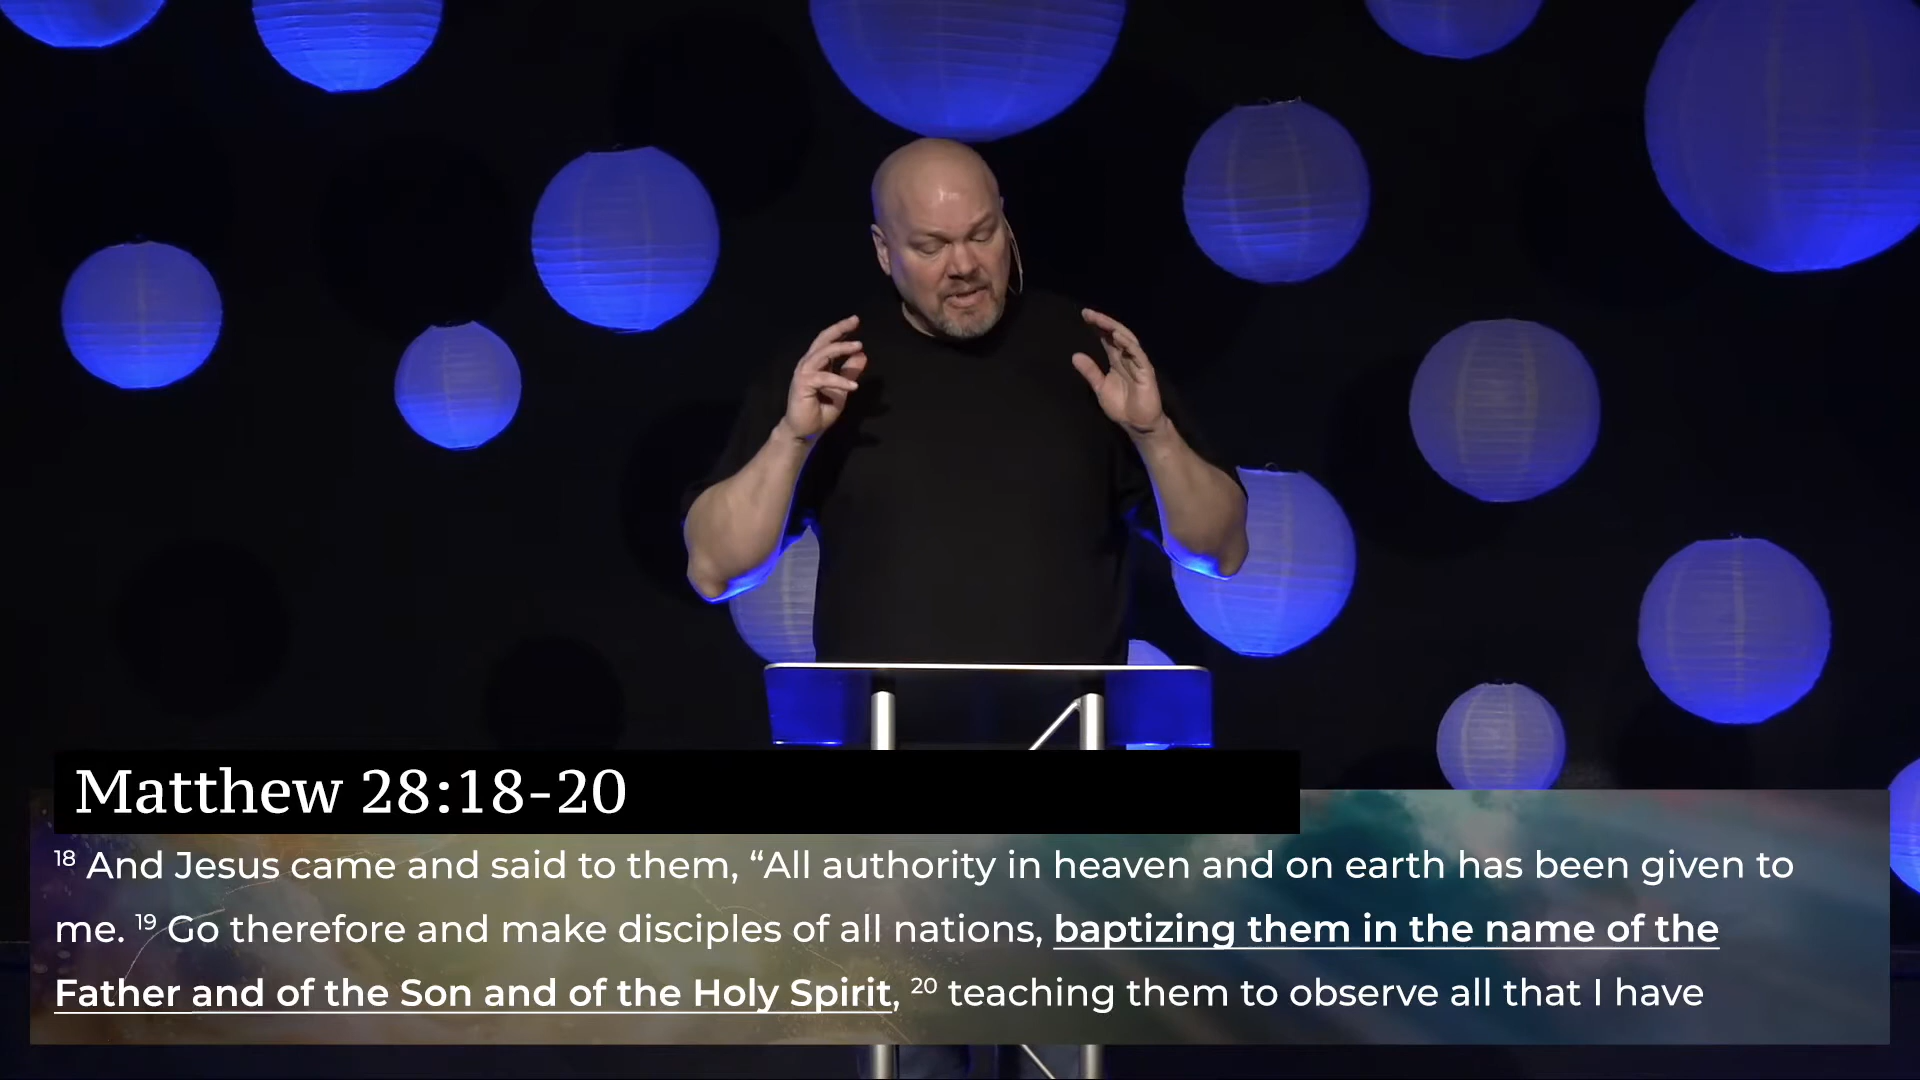 Matthew 28:18-20
18 And Jesus came and said to them, “All authority in heaven and on earth has been given to
me. 19 Go therefore and make disciples of all nations, baptizing them in the name of the
Father and of the Son and of the Holy Spirit, 20 teaching them to observe all that I have